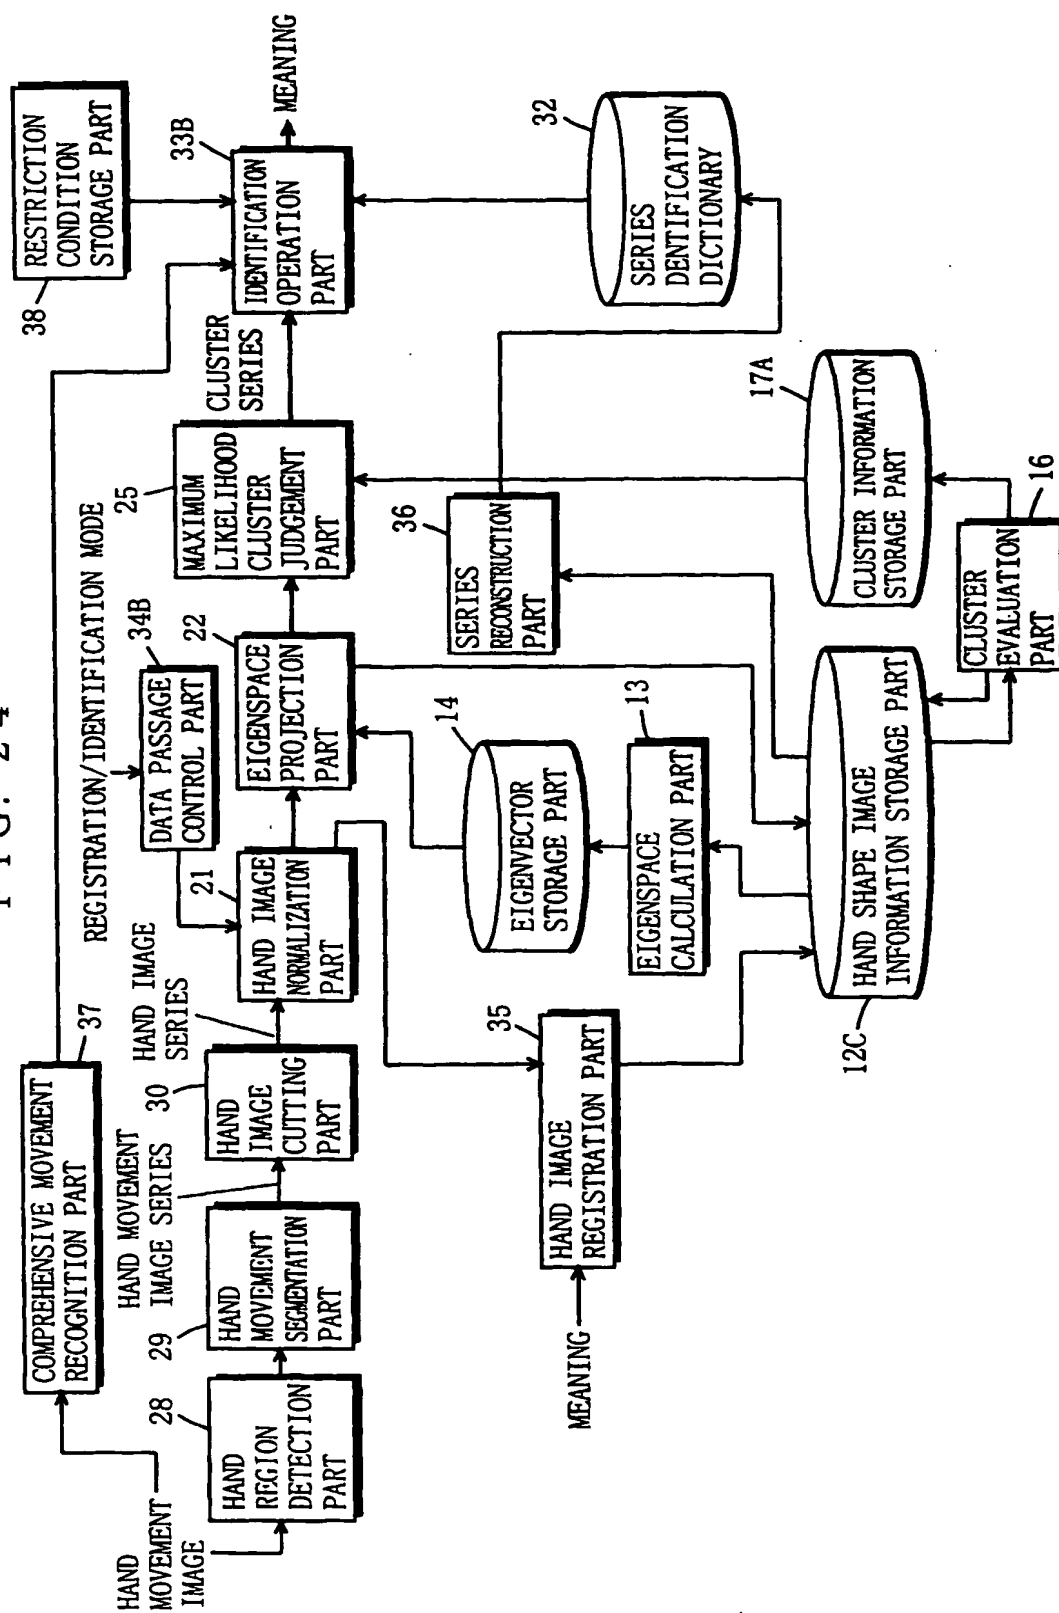 FIG. 24
HAND
MOVEMENT
IMAGE
COMPREHENSIVE MOVEMENT
RECOGNITION PART
37
28
HAND
REGION
DETECTION
PART
29
HAND
MOVEMENT
SEGMENTATION
PART
HAND MOVEMENT
IMAGE SERIES
30
HAND
IMAGE
CUTTING
PART
HAND IMAGE
SERIES
21
HAND IMAGE
NORMALIZATION
PART
REGISTRATION/IDENTIFICATION MODE
34B
DATA PASSAGE
CONTROL PART
22
EIGENSPACE
PROJECTION
PART
25
MAXIMUM
LIKELIHOOD
CLUSTER
JUDGEMENT
PART
CLUSTER
SERIES
38
RESTRICTION
CONDITION
STORAGE PART
33B
IDENTIFICATION
OPERATION
PART
MEANING
MEANING
35
HAND IMAGE
REGISTRATION PART
14
EIGENVECTOR
STORAGE PART
13
EIGENSPACE
CALCULATION PART
36
SERIES
RECONSTRUCTION
PART
32
SERIES
DENTIFICATION
DICTIONARY
12C
HAND SHAPE IMAGE
INFORMATION STORAGE PART
17A
CLUSTER INFORMATION
STORAGE PART
16
CLUSTER
EVALUATION
PART